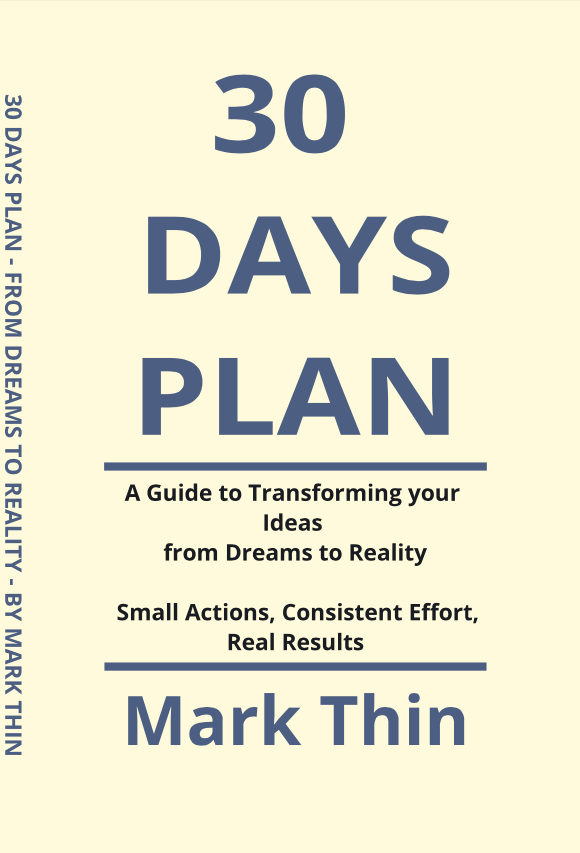 30 DAYS PLAN - FROM DREAMS TO REALITY - BY MARK THIN
30
DAYS
PLAN
A Guide to Transforming your
Ideas
from Dreams to Reality
Small Actions, Consistent Effort,
Real Results
Mark Thin